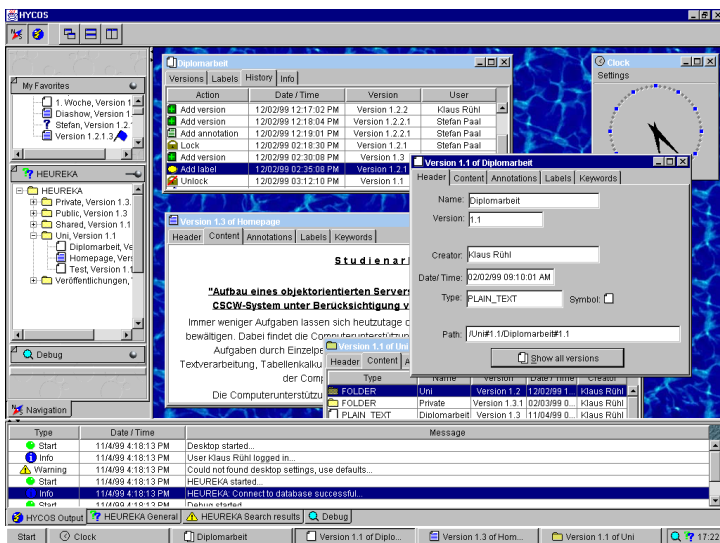 HYCOS
My Favorites
1. Woche, Version 1
Diashow, Version 1
Stefan, Version 1.2
Version 1.2.1.3
HEUREKA
HEUREKA
Private, Version 1.3.
Public, Version 1.3
Shared, Version 1.1
Uni, Version 1.1
Diplomarbeit, Ve
Homepage, Vers
Test, Version 1.1
Veröffentlichungen,
Debug
Navigation
Diplomarbeit
Versions Labels History Info
Action Date / Time Version User
Add version 12/02/99 12:17:02 PM Version 1.2.2 Klaus Rühl
Add version 12/02/99 12:18:04 PM Version 1.2.2.1 Stefan Paal
Add annotation 12/02/99 12:19:01 PM Version 1.2.2.1 Stefan Paal
Lock 12/02/99 02:18:30 PM Version 1.2.1 Stefan Paal
Add version 12/02/99 02:30:08 PM Version 1.3
Add label 12/02/99 02:35:08 PM Version 1.2.1
Unlock 12/02/99 03:12:10 PM Version 1.1
Clock
Settings
Version 1.1 of Diplomarbeit
Header Content Annotations Labels Keywords
Name: Diplomarbeit
Version: 1.1
Creator: Klaus Rühl
Date/ Time: 02/02/99 09:10:01 AM
Type: PLAIN_TEXT Symbol:
Path: /Uni#1.1/Diplomarbeit#1.1
Show all versions
Version 1.3 of Homepage
Header Content Annotations Labels Keywords
Studienar
"Aufbau eines objektorientierten Servers
CSCW-System unter Berücksichtigung v
Immer weniger Aufgaben lassen sich heutzutage o
bewältigen. Dabei findet die Computerunterstützun
Aufgaben durch Einzelpe
Textverarbeitung, Tabellenkalku
der Comp
Die Computerunterstützu
Version 1.1 of Uni
Header Content A
Type Name Version Date / Time Creator
FOLDER Uni Version 1.2 12/02/99 1... Klaus Rühl
FOLDER Private Version 1.3.1 02/03/99 0... Klaus Rühl
PLAIN_TEXT Diplomarbeit Version 1.3 11/04/99 0... Klaus Rühl
Type Date / Time Message
Start 11/4/99 4:18:13 PM Desktop started...
Info 11/4/99 4:18:13 PM User Klaus Rühl logged in...
Warning 11/4/99 4:18:13 PM Could not found desktop settings, use defaults...
Start 11/4/99 4:18:13 PM HEUREKA started...
Info 11/4/99 4:18:13 PM HEUREKA: Connect to database successful...
Start 11/4/99 4:18:13 PM Debug started...
HYCOS Output HEUREKA General HEUREKA Search results Debug
Start Clock Diplomarbeit Version 1.1 of Diplo... Version 1.3 of Hom... Version 1.1 of Uni 17:22